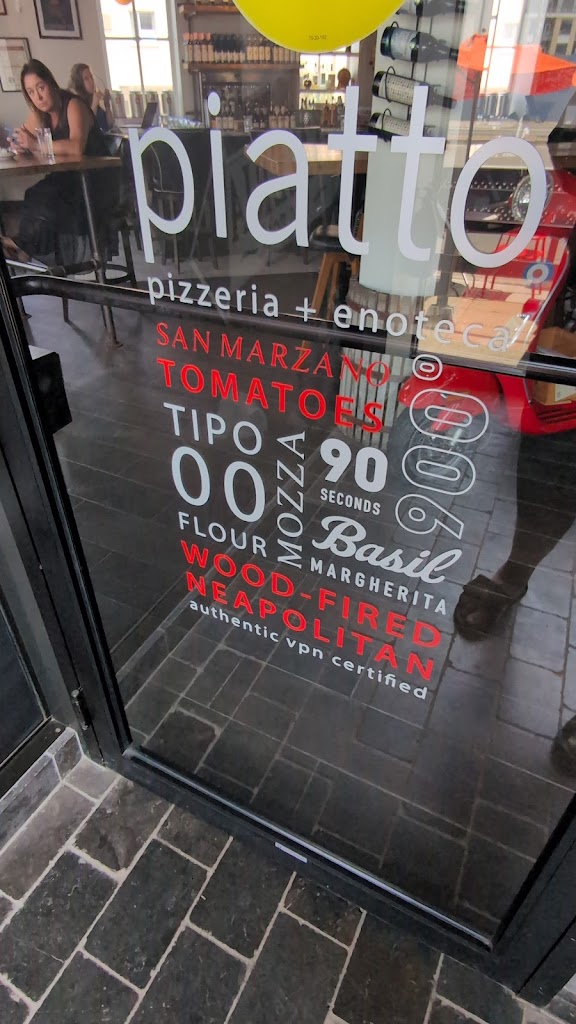 piatto
pizzeria + enoteca
SAN MARZANO
TOMATOES
TIPO
00
FLOUR
MOZZA
90
SECONDS
900°
Basil
MARGHERITA
WOOD-FIRED
NEAPOLITAN
authentic vpn certified